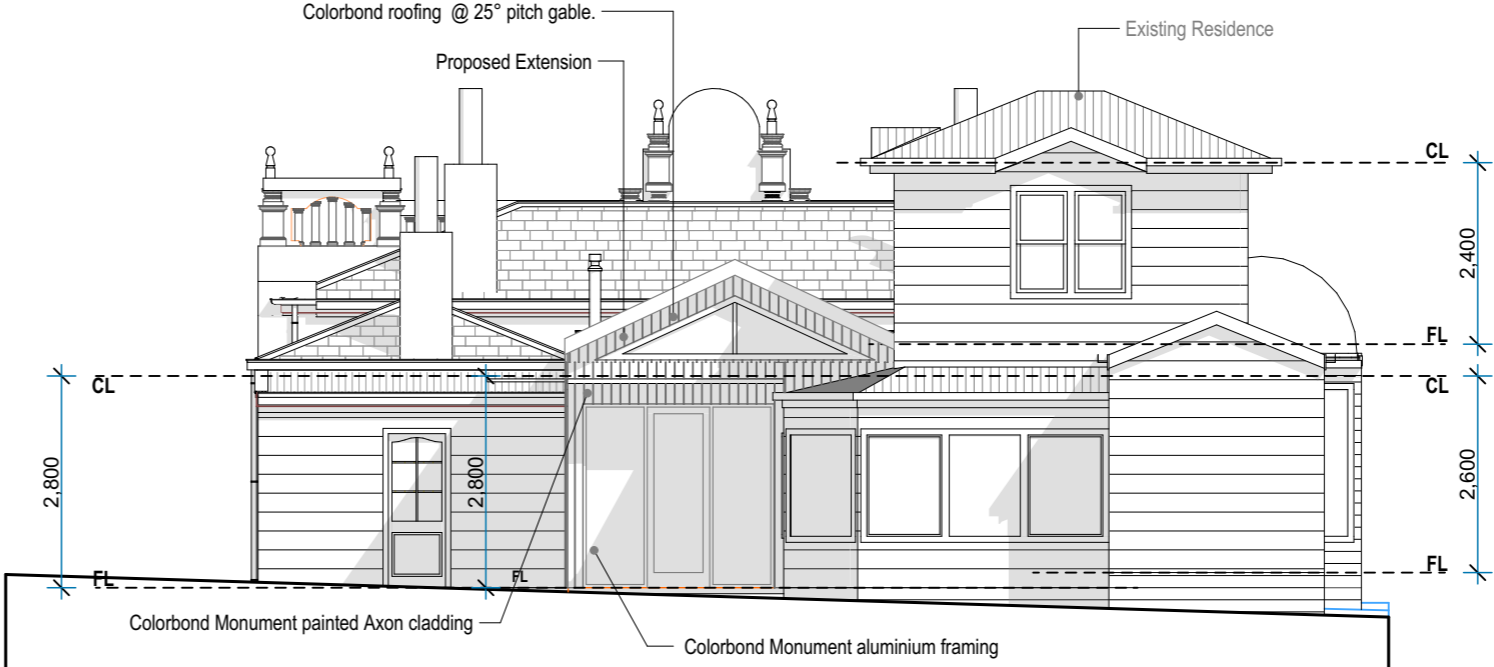 Colorbond roofing @ 25° pitch gable.
Existing Residence
Proposed Extension
CL
2,400
FL
CL
CL
2,800
2,800
2,600
FL
FL
FL
Colorbond Monument painted Axon cladding
Colorbond Monument aluminium framing